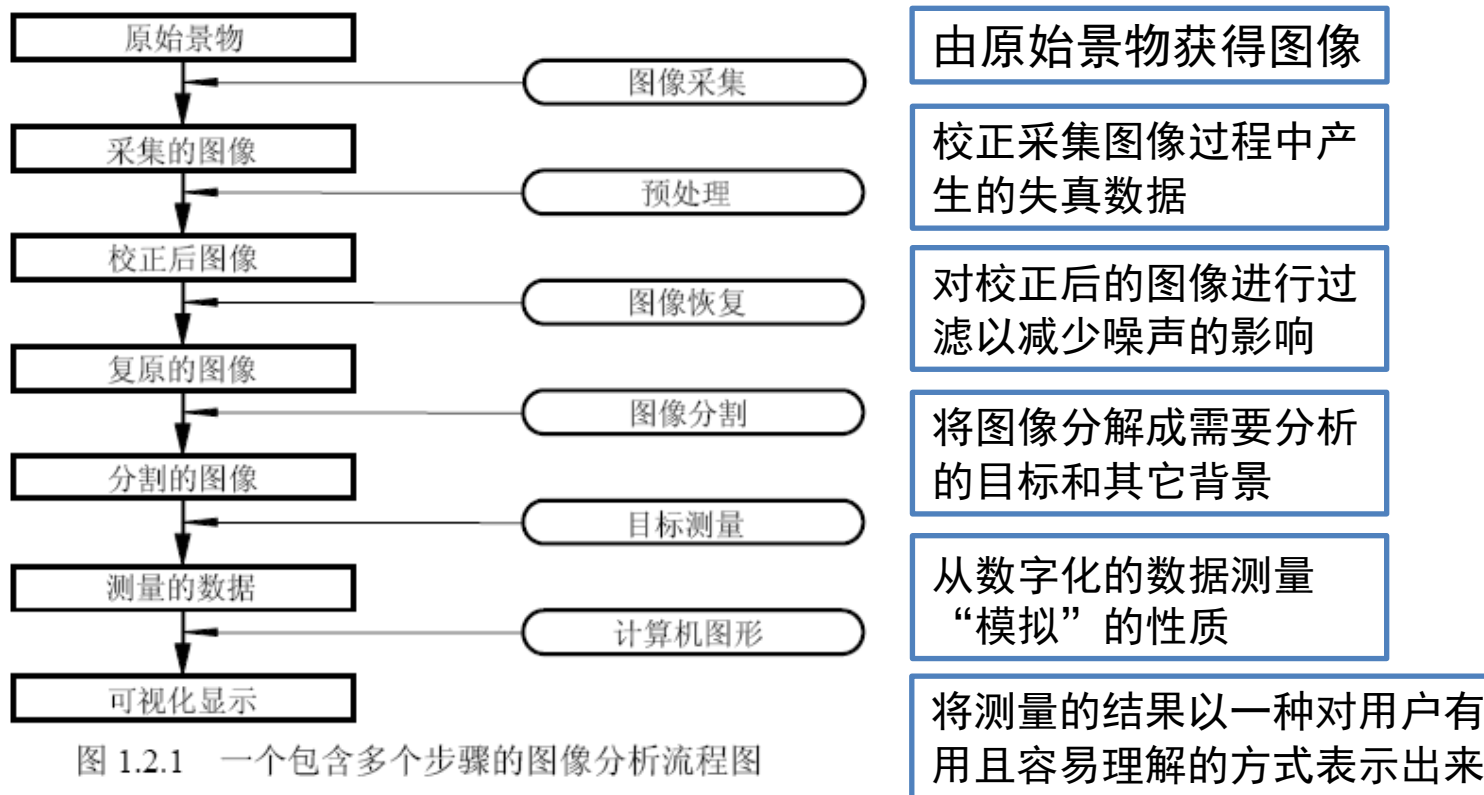 原始景物
图像采集
采集的图像
预处理
校正后图像
图像恢复
复原的图像
图像分割
分割的图像
目标测量
测量的数据
计算机图形
可视化显示
图 1.2.1 一个包含多个步骤的图像分析流程图
由原始景物获得图像
校正采集图像过程中产
生的失真数据
对校正后的图像进行过
滤以减少噪声的影响
将图像分解成需要分析
的目标和其它背景
从数字化的数据测量
“模拟”的性质
将测量的结果以一种对用户有
用且容易理解的方式表示出来